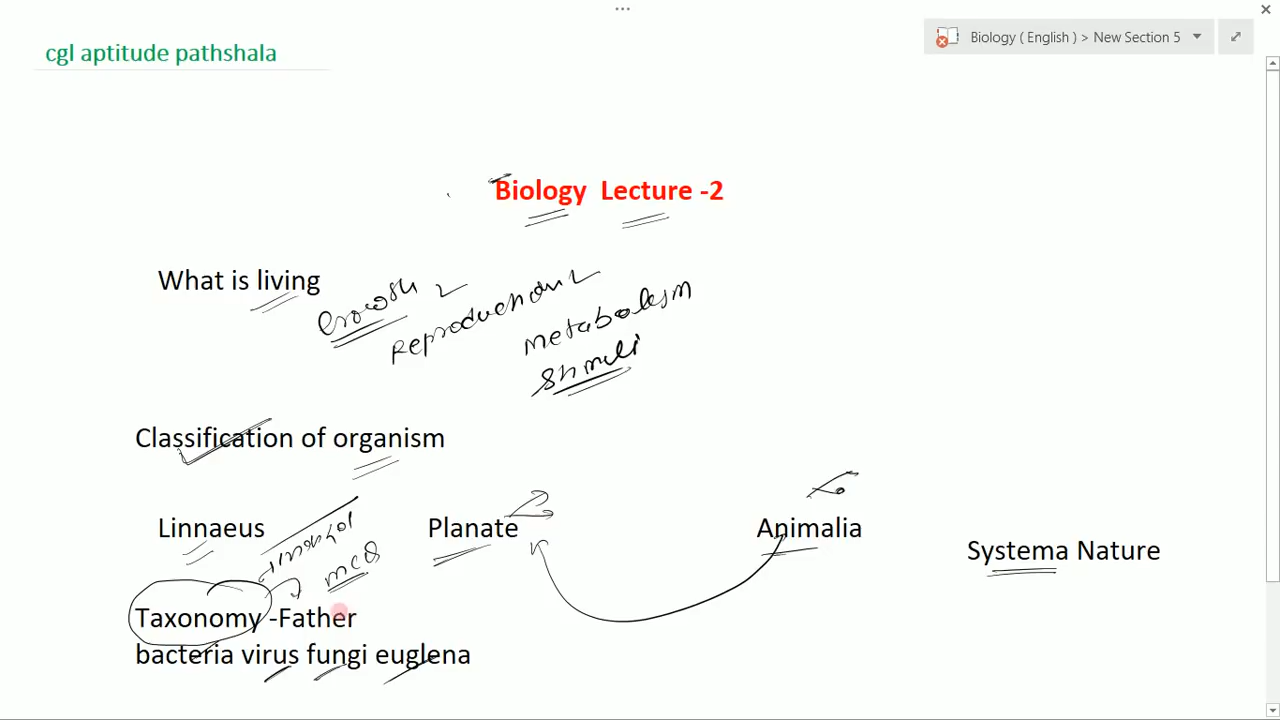 cgl aptitude pathshala
Biology ( English ) > New Section 5
Biology Lecture -2
What is living
Growth
Reproduction
metabolism
Stimuli
Classification of organism
Linnaeus
Planate
Animalia
Systema Nature
MCQ
Taxonomy -Father
bacteria virus fungi euglena